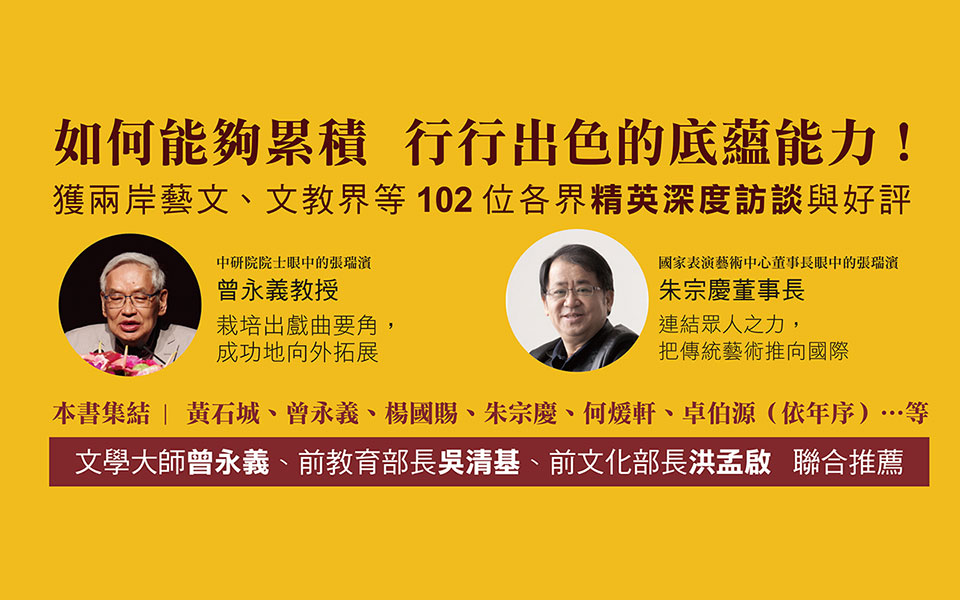 如何能夠累積 行行出色的底蘊能力！
獲兩岸藝文、文教界等102位各界精英深度訪談與好評
中研院院士眼中的張瑞濱
曾永義教授
栽培出戲曲要角，
成功地向外拓展
國家表演藝術中心董事長眼中的張瑞濱
朱宗慶董事長
連結眾人之力，
把傳統藝術推向國際
本書集結｜ 黃石城、曾永義、楊國賜、朱宗慶、何煖軒、卓伯源（依年序）…等
文學大師曾永義、前教育部長吳清基、前文化部長洪孟啟 聯合推薦